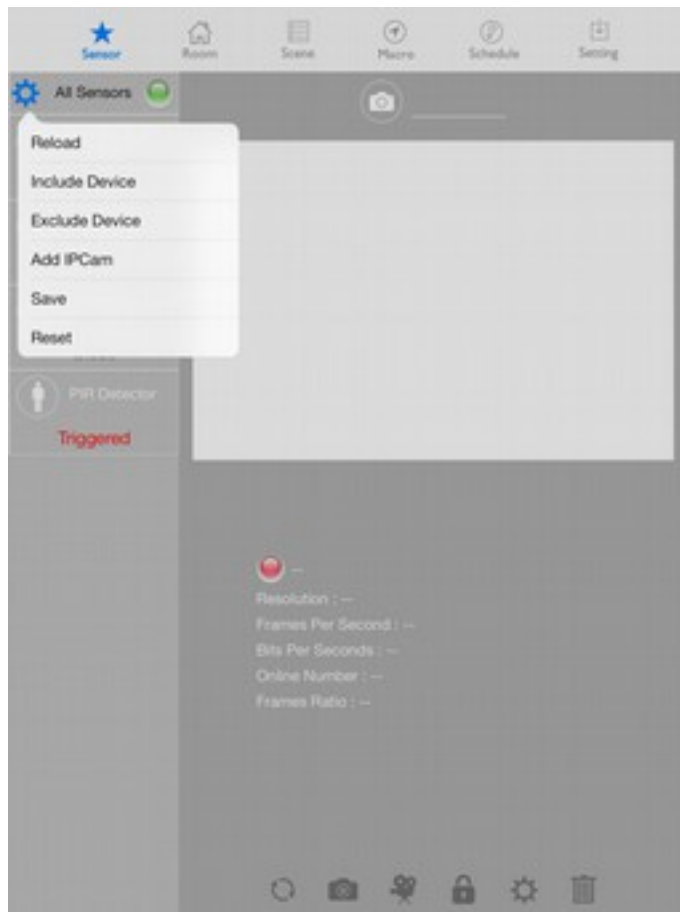 Sensor Room Scene Macro Schedule Setting
All Sensors
Reload
Include Device
Exclude Device
Add IPCam
Save
Reset
PIR Detector
Triggered
--
Resolution : --
Frames Per Second : --
Bits Per Seconds : --
Online Number : --
Frames Ratio : --